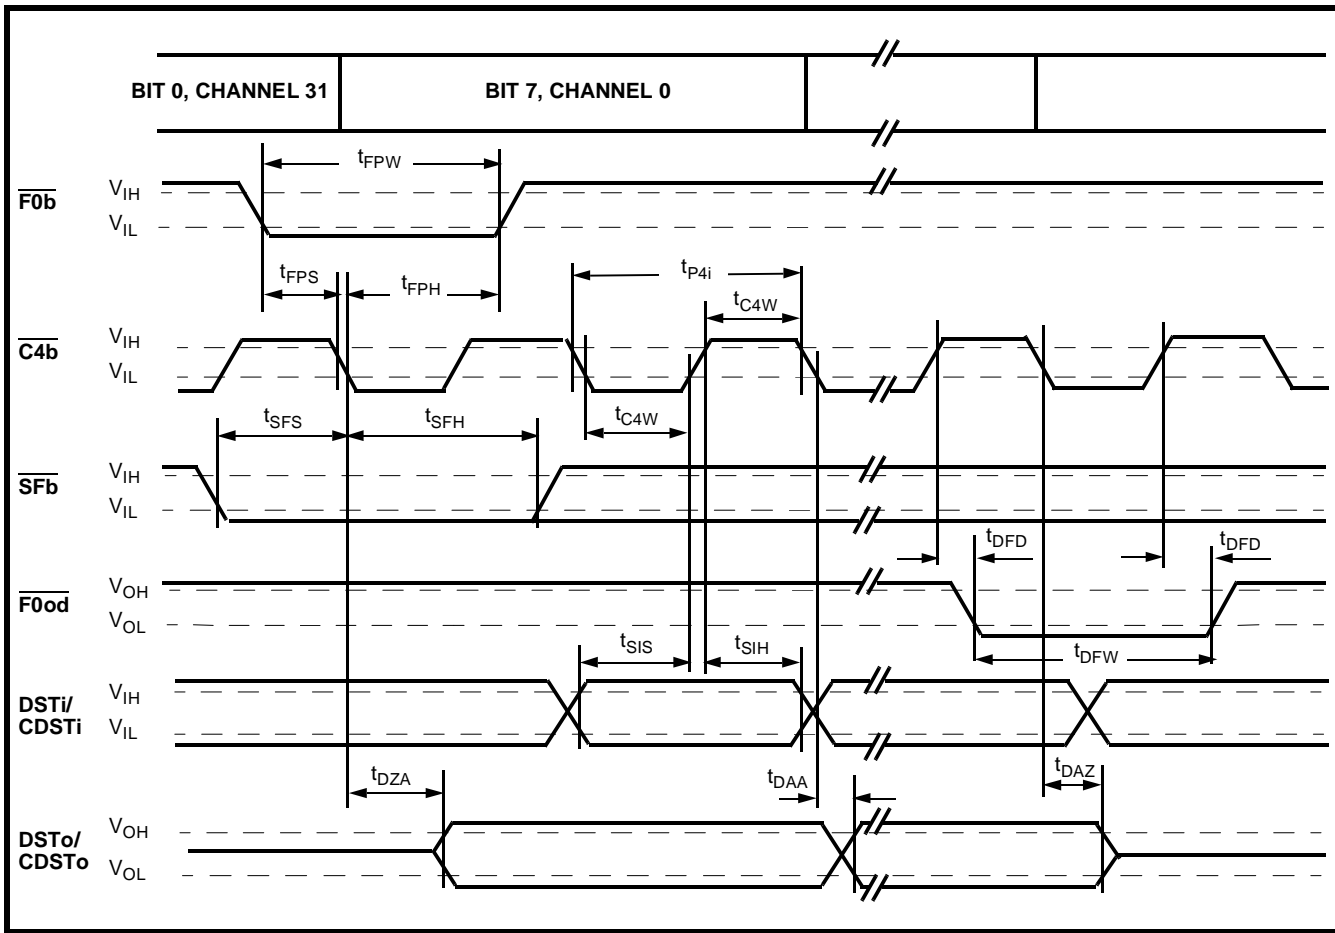 BIT 0, CHANNEL 31 BIT 7, CHANNEL 0
tFPW
F0b VIH
VIL
tFPS tFPH tP4i
tC4W
C4b VIH
VIL
tSFS tSFH tC4W
SFb VIH
VIL
tDFD tDFD
F0od VOH
VOL
tSIS tSIH tDFW
DSTi/
CDSTi
VIH
VIL
tDZA tDAA tDAZ
DSTo/
CDSTo
VOH
VOL